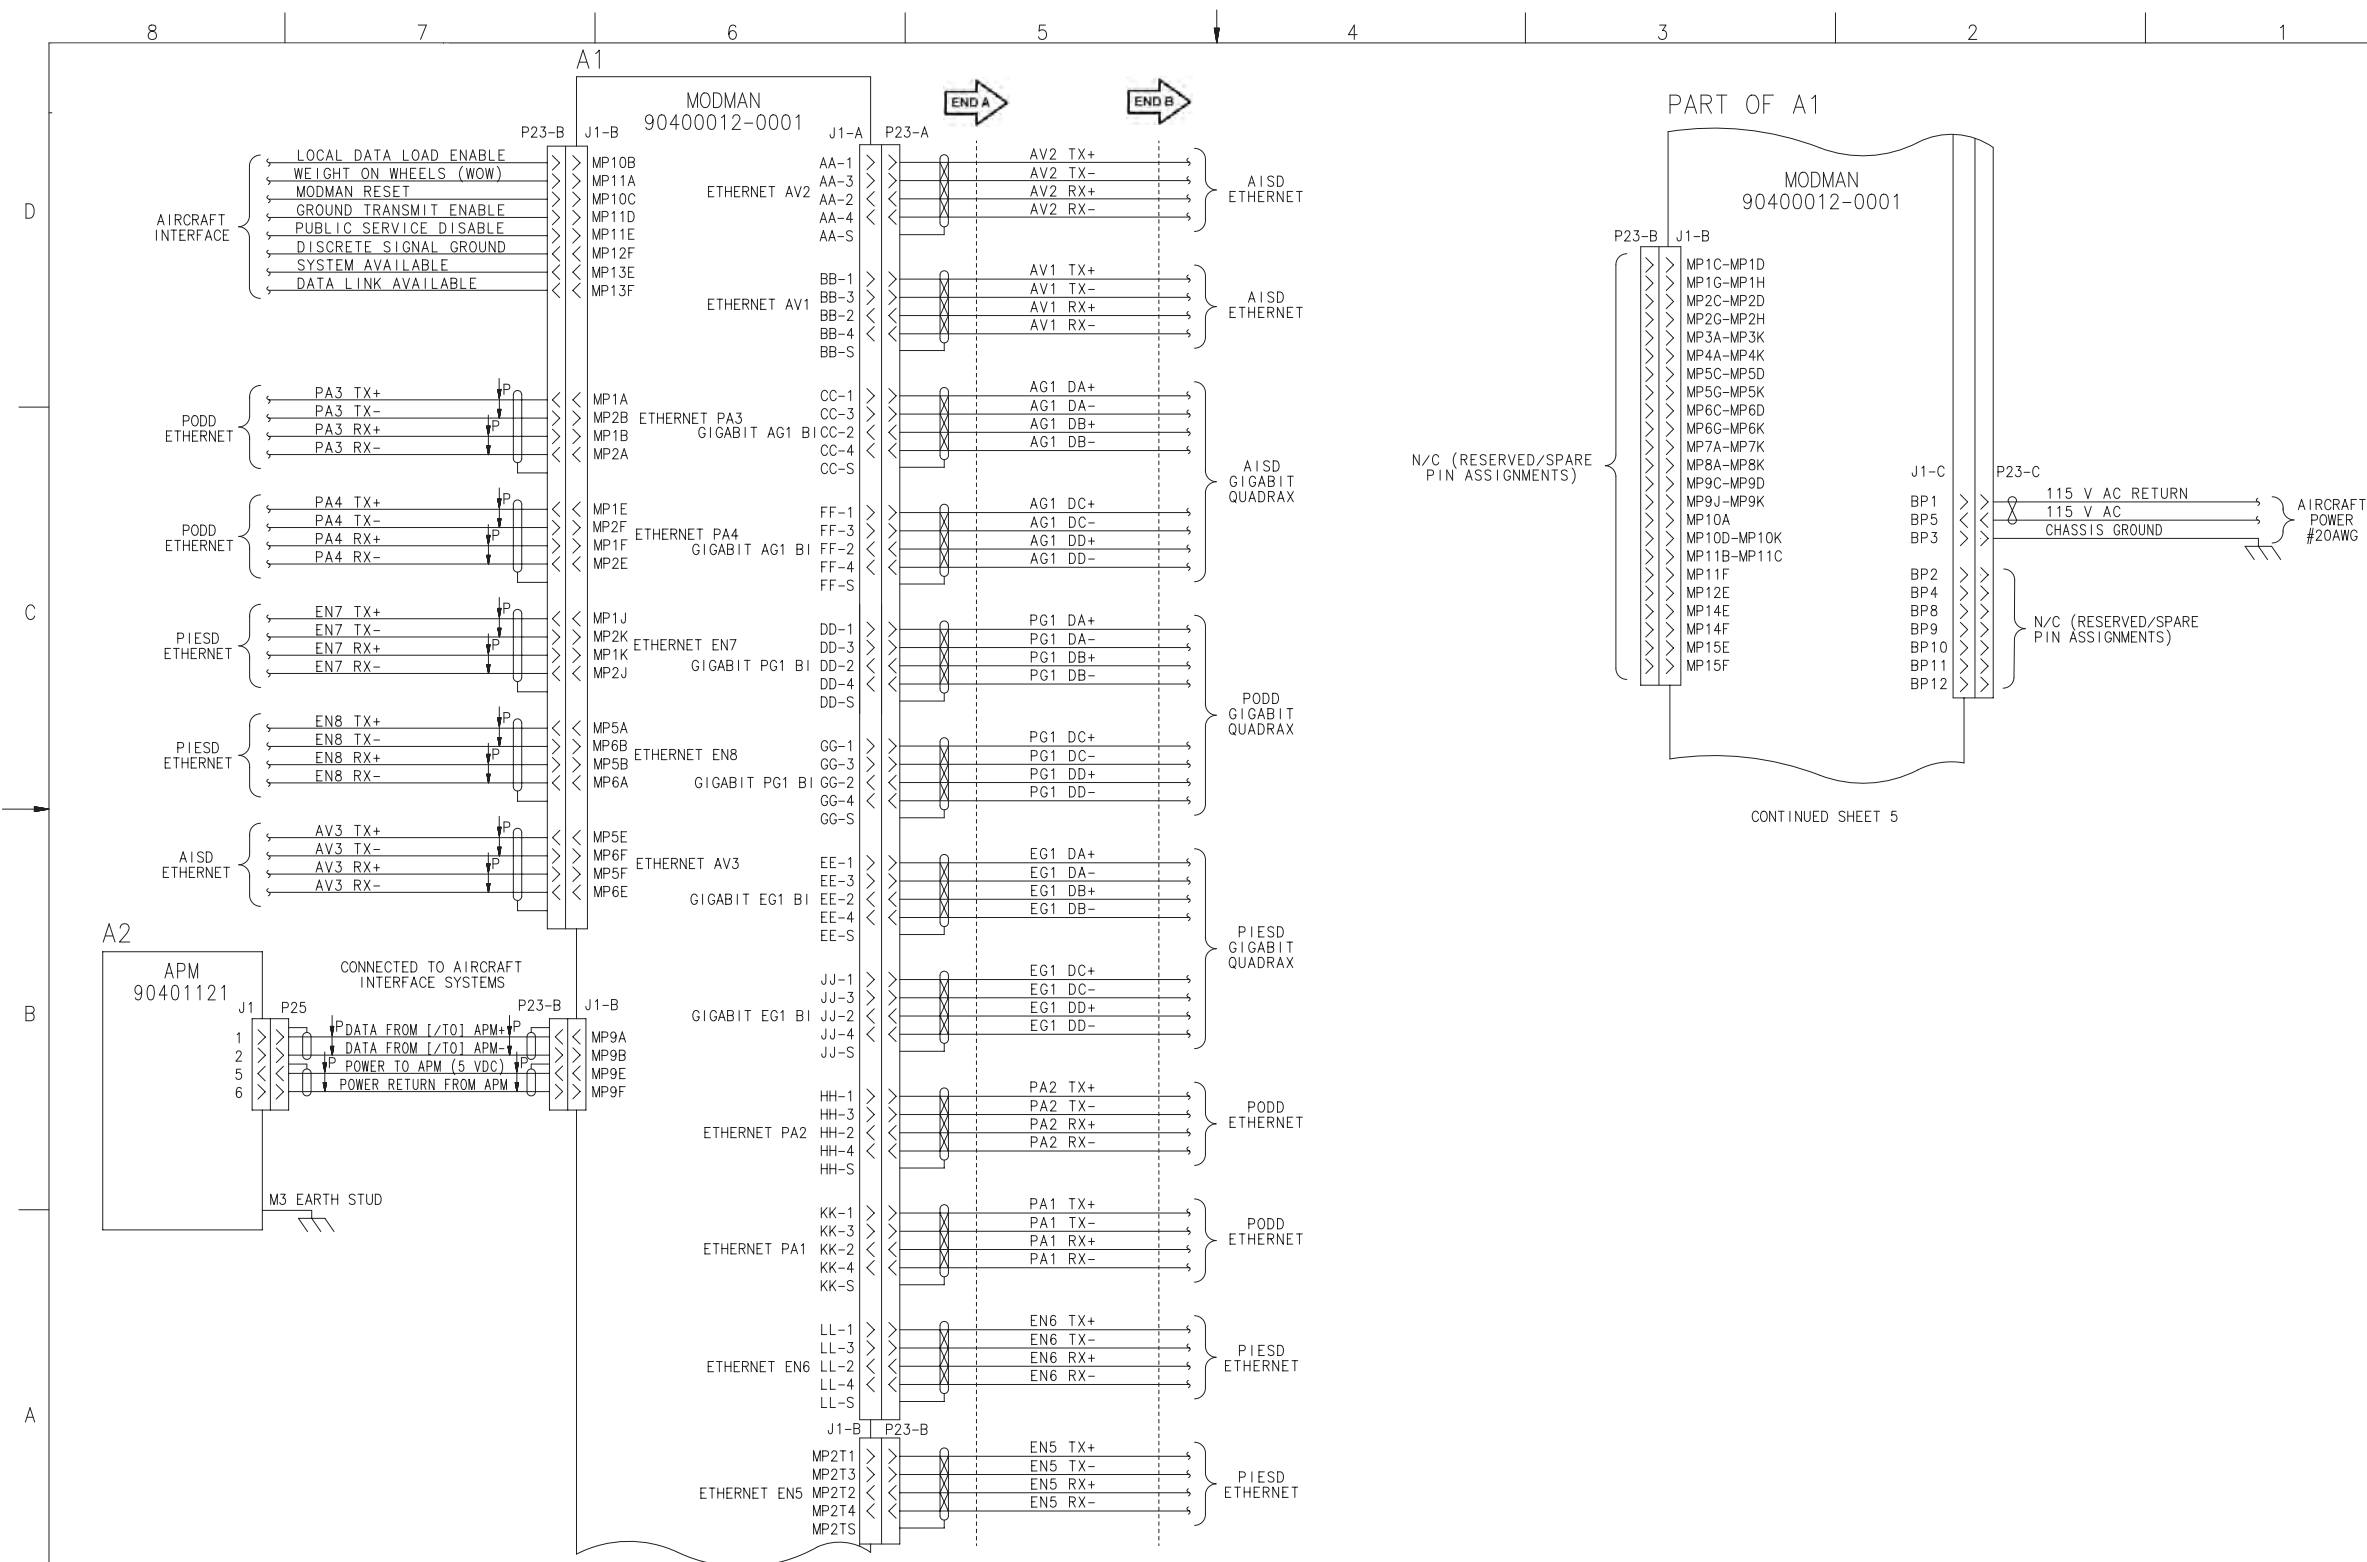 8 7 6 5 4 3 2 1
D
C
B
A
A1
MODMAN
90400012-0001
P23-B J1-B
LOCAL DATA LOAD ENABLE MP10B
WEIGHT ON WHEELS (WOW) MP11A
MODMAN RESET MP10C
GROUND TRANSMIT ENABLE MP11D
PUBLIC SERVICE DISABLE MP11E
DISCRETE SIGNAL GROUND MP12F
SYSTEM AVAILABLE MP13E
DATA LINK AVAILABLE MP13F
AIRCRAFT
INTERFACE
PODD
ETHERNET
PA3 TX+ P MP1A
PA3 TX- MP2B
PA3 RX+ P MP1B
PA3 RX- MP2A
ETHERNET PA3
PODD
ETHERNET
PA4 TX+ P MP1E
PA4 TX- MP2F
PA4 RX+ P MP1F
PA4 RX- MP2E
ETHERNET PA4
PIESD
ETHERNET
EN7 TX+ P MP1J
EN7 TX- MP2K
EN7 RX+ P MP1K
EN7 RX- MP2J
ETHERNET EN7
PIESD
ETHERNET
EN8 TX+ P MP5A
EN8 TX- MP6B
EN8 RX+ P MP5B
EN8 RX- MP6A
ETHERNET EN8
AISD
ETHERNET
AV3 TX+ P MP5E
AV3 TX- MP6F
AV3 RX+ P MP5F
AV3 RX- MP6E
ETHERNET AV3
A2
APM
90401121
J1 P25
CONNECTED TO AIRCRAFT
INTERFACE SYSTEMS
P23-B J1-B
1 P DATA FROM [/TO] APM+ P MP9A
2 DATA FROM [/TO] APM- MP9B
5 P POWER TO APM (5 VDC) P MP9E
6 POWER RETURN FROM APM MP9F
M3 EARTH STUD
END A
END B
J1-A P23-A
ETHERNET AV2
AA-1 AV2 TX+
AA-3 AV2 TX-
AA-2 AV2 RX+
AA-4 AV2 RX-
AA-S
AISD
ETHERNET
ETHERNET AV1
BB-1 AV1 TX+
BB-3 AV1 TX-
BB-2 AV1 RX+
BB-4 AV1 RX-
BB-S
AISD
ETHERNET
GIGABIT AG1 BI
CC-1 AG1 DA+
CC-3 AG1 DA-
CC-2 AG1 DB+
CC-4 AG1 DB-
CC-S
AISD
GIGABIT
QUADRAX
GIGABIT AG1 BI
FF-1 AG1 DC+
FF-3 AG1 DC-
FF-2 AG1 DD+
FF-4 AG1 DD-
FF-S
GIGABIT PG1 BI
DD-1 PG1 DA+
DD-3 PG1 DA-
DD-2 PG1 DB+
DD-4 PG1 DB-
DD-S
PODD
GIGABIT
QUADRAX
GIGABIT PG1 BI
GG-1 PG1 DC+
GG-3 PG1 DC-
GG-2 PG1 DD+
GG-4 PG1 DD-
GG-S
GIGABIT EG1 BI
EE-1 EG1 DA+
EE-3 EG1 DA-
EE-2 EG1 DB+
EE-4 EG1 DB-
EE-S
PIESD
GIGABIT
QUADRAX
GIGABIT EG1 BI
JJ-1 EG1 DC+
JJ-3 EG1 DC-
JJ-2 EG1 DD+
JJ-4 EG1 DD-
JJ-S
ETHERNET PA2
HH-1 PA2 TX+
HH-3 PA2 TX-
HH-2 PA2 RX+
HH-4 PA2 RX-
HH-S
PODD
ETHERNET
ETHERNET PA1
KK-1 PA1 TX+
KK-3 PA1 TX-
KK-2 PA1 RX+
KK-4 PA1 RX-
KK-S
PODD
ETHERNET
ETHERNET EN6
LL-1 EN6 TX+
LL-3 EN6 TX-
LL-2 EN6 RX+
LL-4 EN6 RX-
LL-S
PIESD
ETHERNET
J1-B P23-B
ETHERNET EN5
MP2T1 EN5 TX+
MP2T3 EN5 TX-
MP2T2 EN5 RX+
MP2T4 EN5 RX-
MP2TS
PIESD
ETHERNET
PART OF A1
MODMAN
90400012-0001
P23-B J1-B
MP1C-MP1D
MP1G-MP1H
MP2C-MP2D
MP2G-MP2H
MP3A-MP3K
MP4A-MP4K
MP5C-MP5D
MP5G-MP5K
MP6C-MP6D
MP6G-MP6K
MP7A-MP7K
MP8A-MP8K
MP9C-MP9D
MP9J-MP9K
MP10A
MP10D-MP10K
MP11B-MP11C
MP11F
MP12E
MP14E
MP14F
MP15E
MP15F
N/C (RESERVED/SPARE
PIN ASSIGNMENTS)
J1-C P23-C
BP1 115 V AC RETURN
BP5 115 V AC
BP3 CHASSIS GROUND
AIRCRAFT
POWER
#20AWG
BP2
BP4
BP8
BP9
BP10
BP11
BP12
N/C (RESERVED/SPARE
PIN ASSIGNMENTS)
CONTINUED SHEET 5